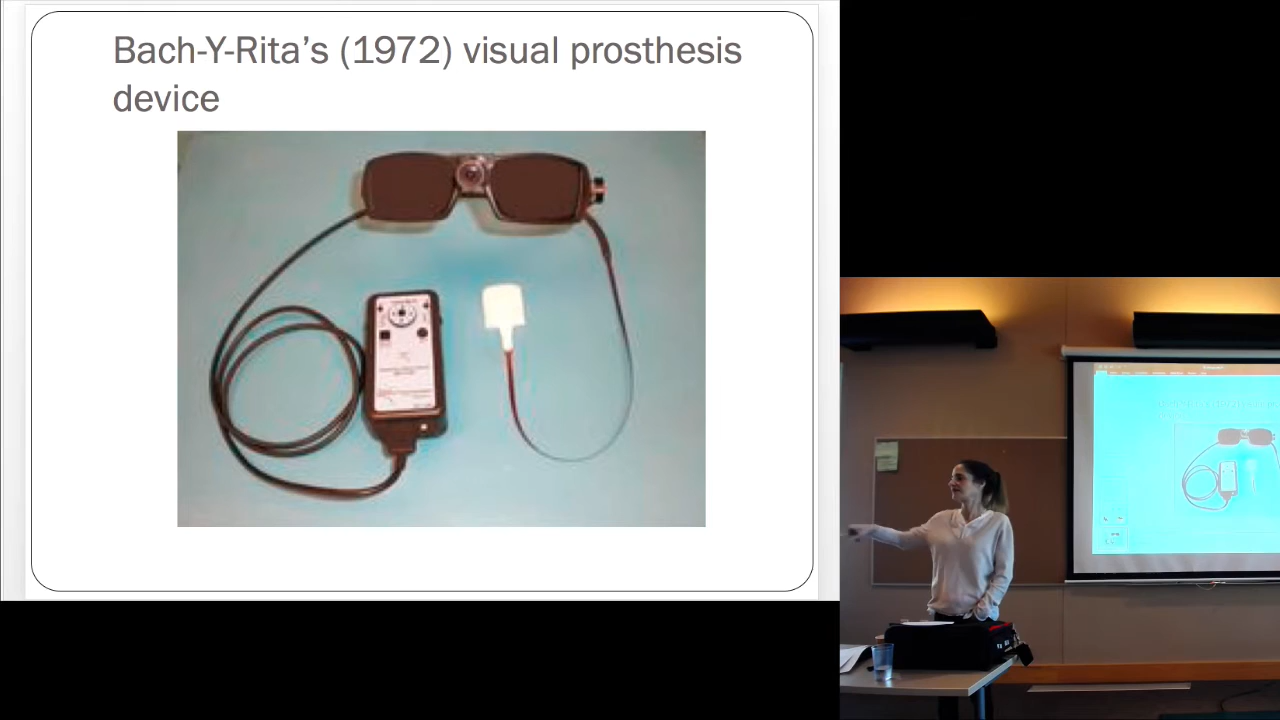 Bach-Y-Rita’s (1972) visual prosthesis
device